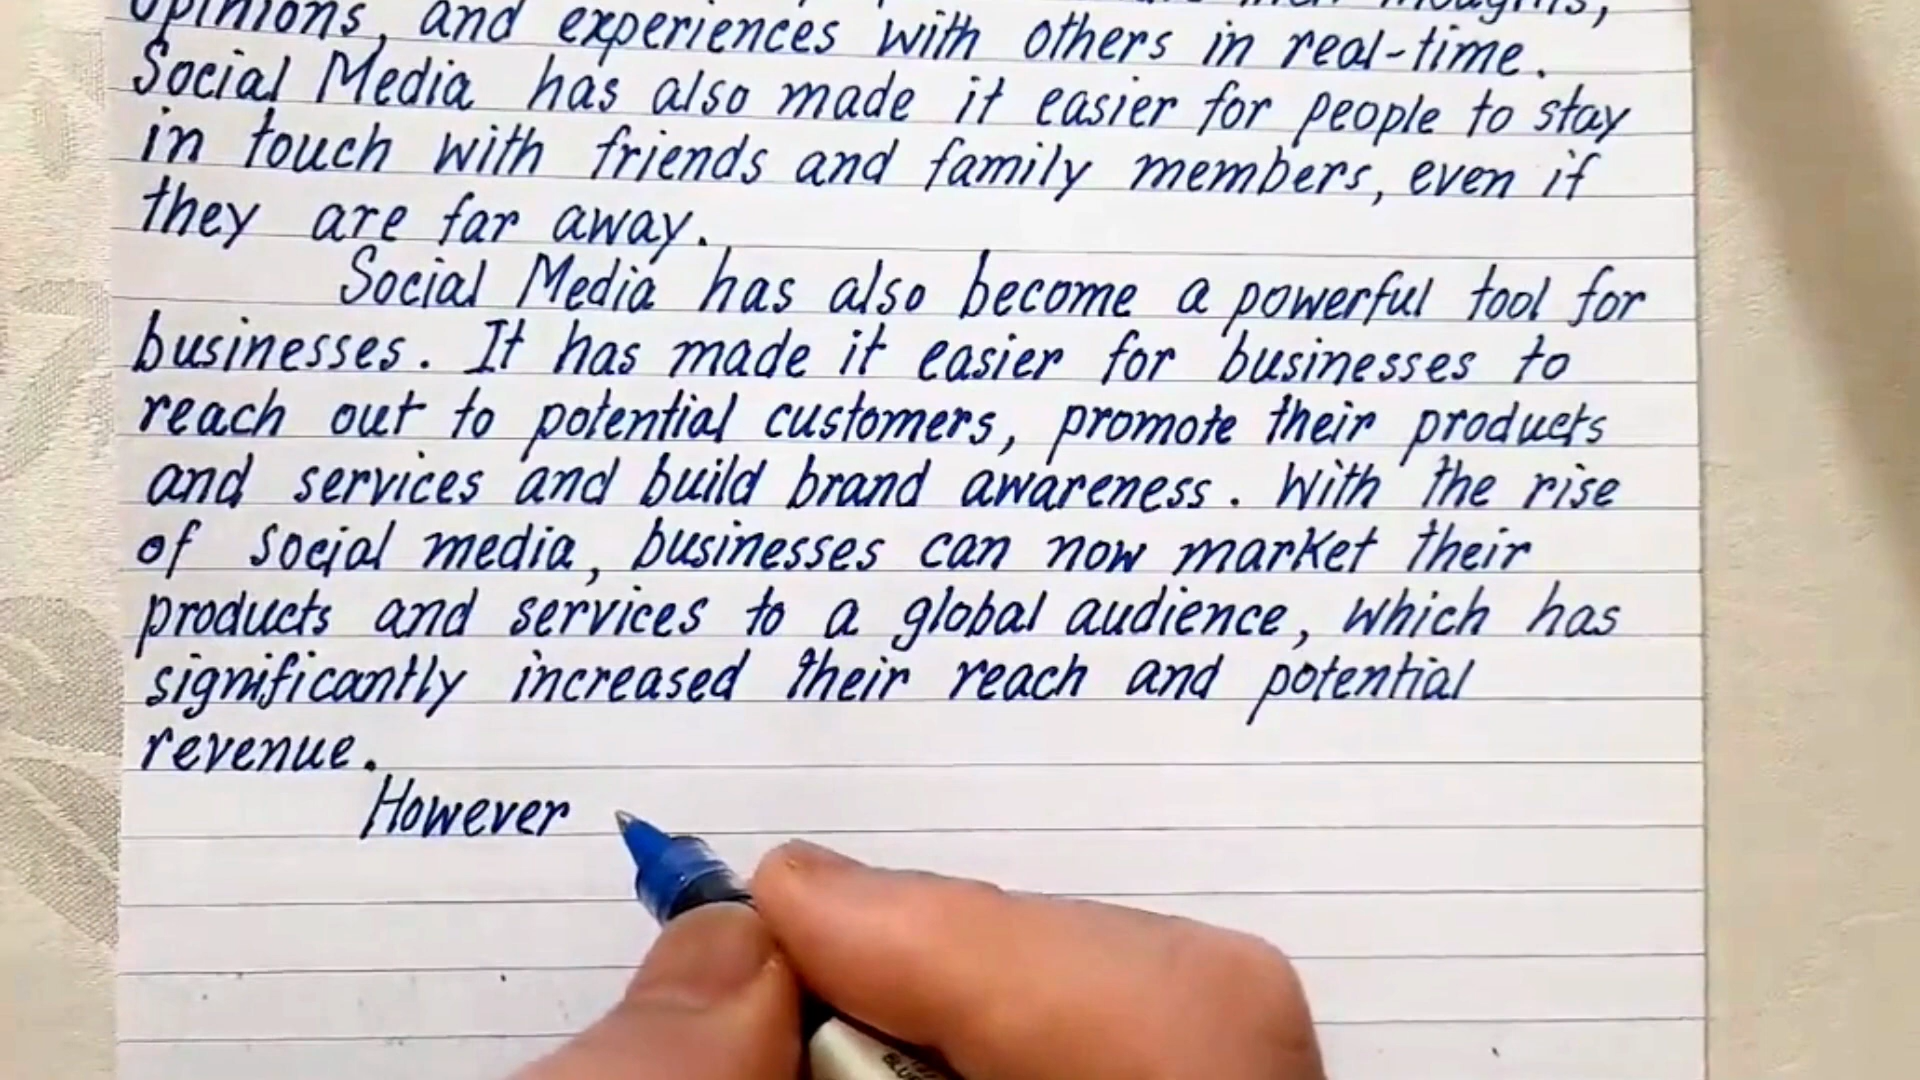 opinions, and experiences with others in real-time.
Social Media has also made it easier for people to stay
in touch with friends and family members, even if
they are far away.
Social Media has also become a powerful tool for
businesses. It has made it easier for businesses to
reach out to potential customers, promote their products
and services and build brand awareness. With the rise
of social media, businesses can now market their
products and services to a global audience, which has
significantly increased their reach and potential
revenue.
However